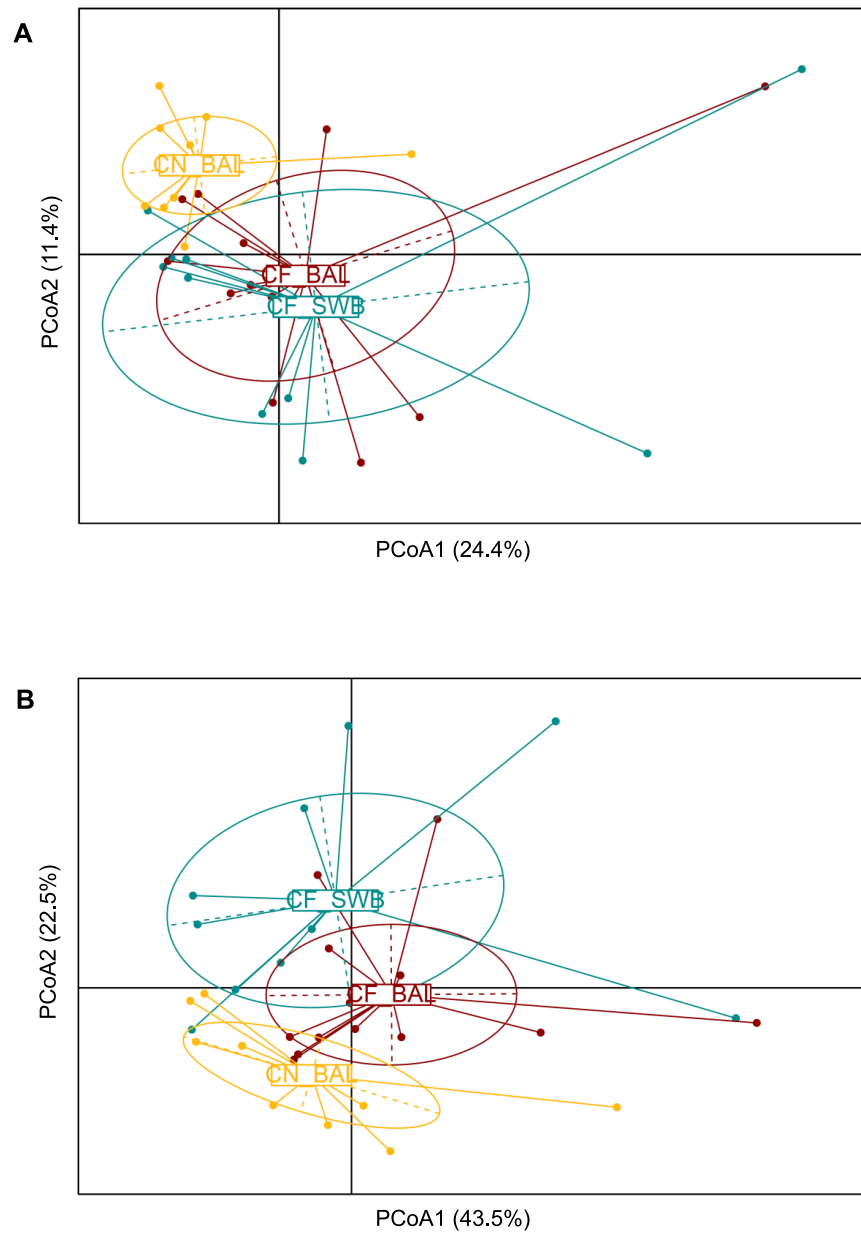 A
CN_BAL
CF_BAL
CF_SWB
PCoA2 (11.4%)
PCoA1 (24.4%)
B
CF_SWB
CF_BAL
CN_BAL
PCoA2 (22.5%)
PCoA1 (43.5%)